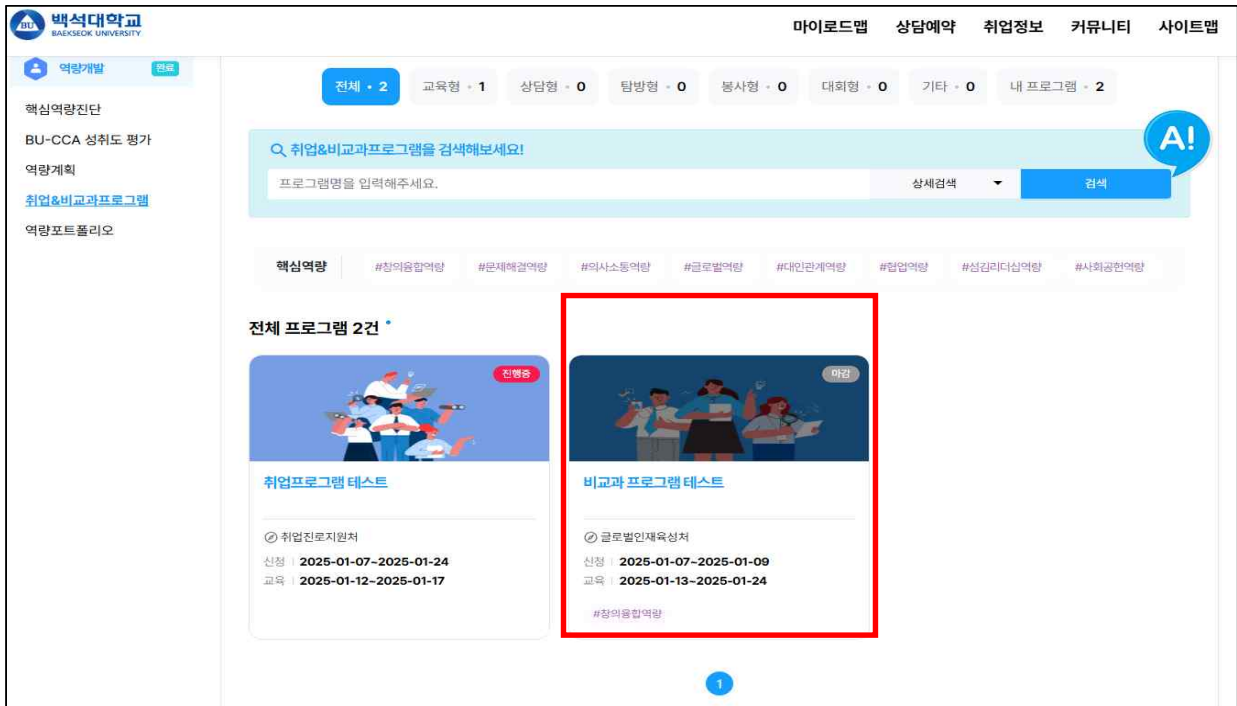 BU 백석대학교
BAEKSEOK UNIVERSITY
마이로드맵 상담예약 취업정보 커뮤니티 사이트맵
역량개발 완료
핵심역량진단
BU-CCA 성취도 평가
역량계획
취업&비교과프로그램
역량포트폴리오
전체 • 2 교육형 • 1 상담형 • 0 탐방형 • 0 봉사형 • 0 대회형 • 0 기타 • 0 내 프로그램 • 2
취업&비교과프로그램을 검색해보세요!
A!
프로그램명을 입력해주세요. 상세검색 검색
핵심역량 #창의융합역량 #문제해결역량 #의사소통역량 #글로벌역량 #대인관계역량 #협업역량 #섬김리더십역량 #사회공헌역량
전체 프로그램 2건
진행중
취업프로그램 테스트
취업진로지원처
신청 2025-01-07~2025-01-24
교육 2025-01-12~2025-01-17
마감
비교과 프로그램 테스트
글로벌인재육성처
신청 2025-01-07~2025-01-09
교육 2025-01-13~2025-01-24
#창의융합역량
1